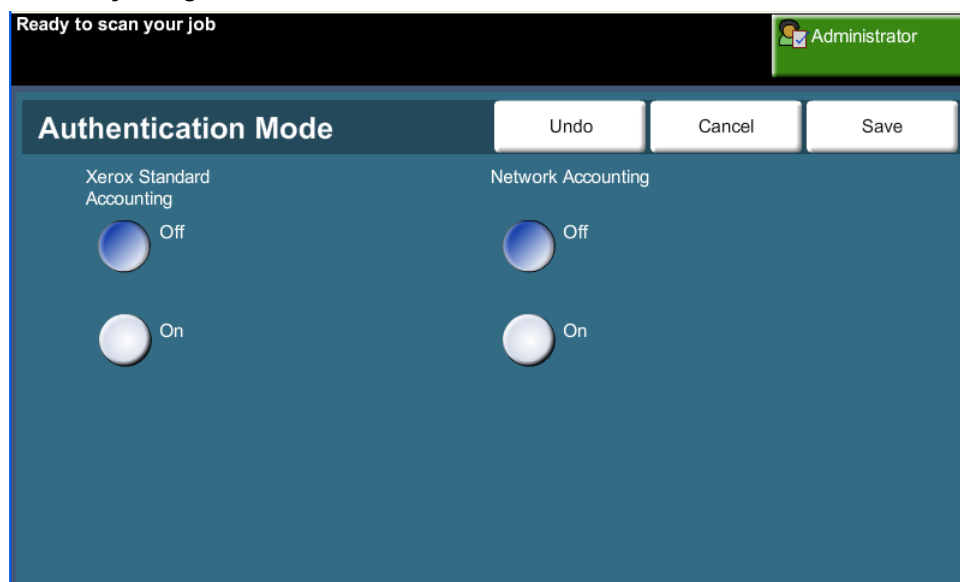 Ready to scan your job
Administrator
Authentication Mode
Undo
Cancel
Save
Xerox Standard
Accounting
Network Accounting
Off
Off
On
On